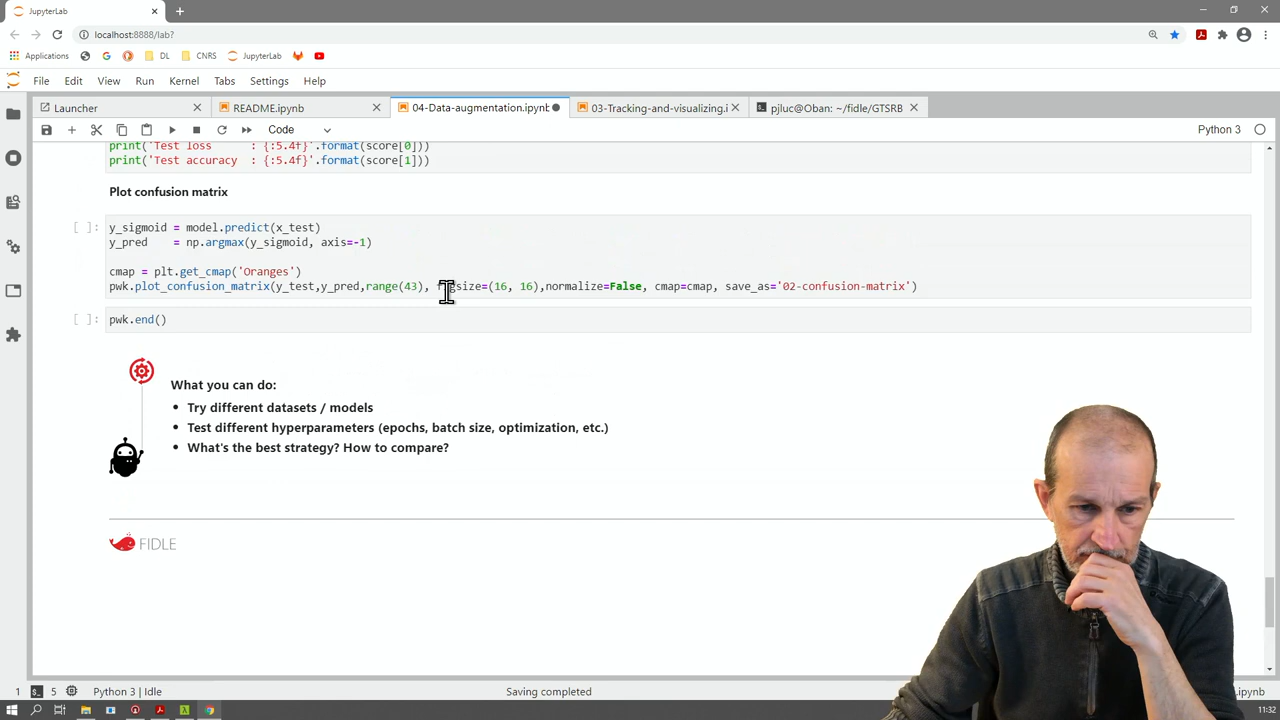 JupyterLab
localhost:8888/lab?
Applications
DL
CNRS
JupyterLab
File Edit View Run Kernel Tabs Settings Help
Launcher
README.ipynb
04-Data-augmentation.ipynb
03-Tracking-and-visualizing.i
pjluc@Oban: ~/fidle/GTSRB
Code
Python 3
print('Test loss : {:5.4f}'.format(score[0]))
print('Test accuracy : {:5.4f}'.format(score[1]))
Plot confusion matrix
[ ]: y_sigmoid = model.predict(x_test)
y_pred = np.argmax(y_sigmoid, axis=-1)
cmap = plt.get_cmap('Oranges')
pwk.plot_confusion_matrix(y_test,y_pred,range(43), figsize=(16, 16),normalize=False, cmap=cmap, save_as='02-confusion-matrix')
[ ]: pwk.end()
What you can do:
• Try different datasets / models
• Test different hyperparameters (epochs, batch size, optimization, etc.)
• What's the best strategy? How to compare?
FIDLE
1 5 Python 3 | Idle Saving completed .ipynb
11:32